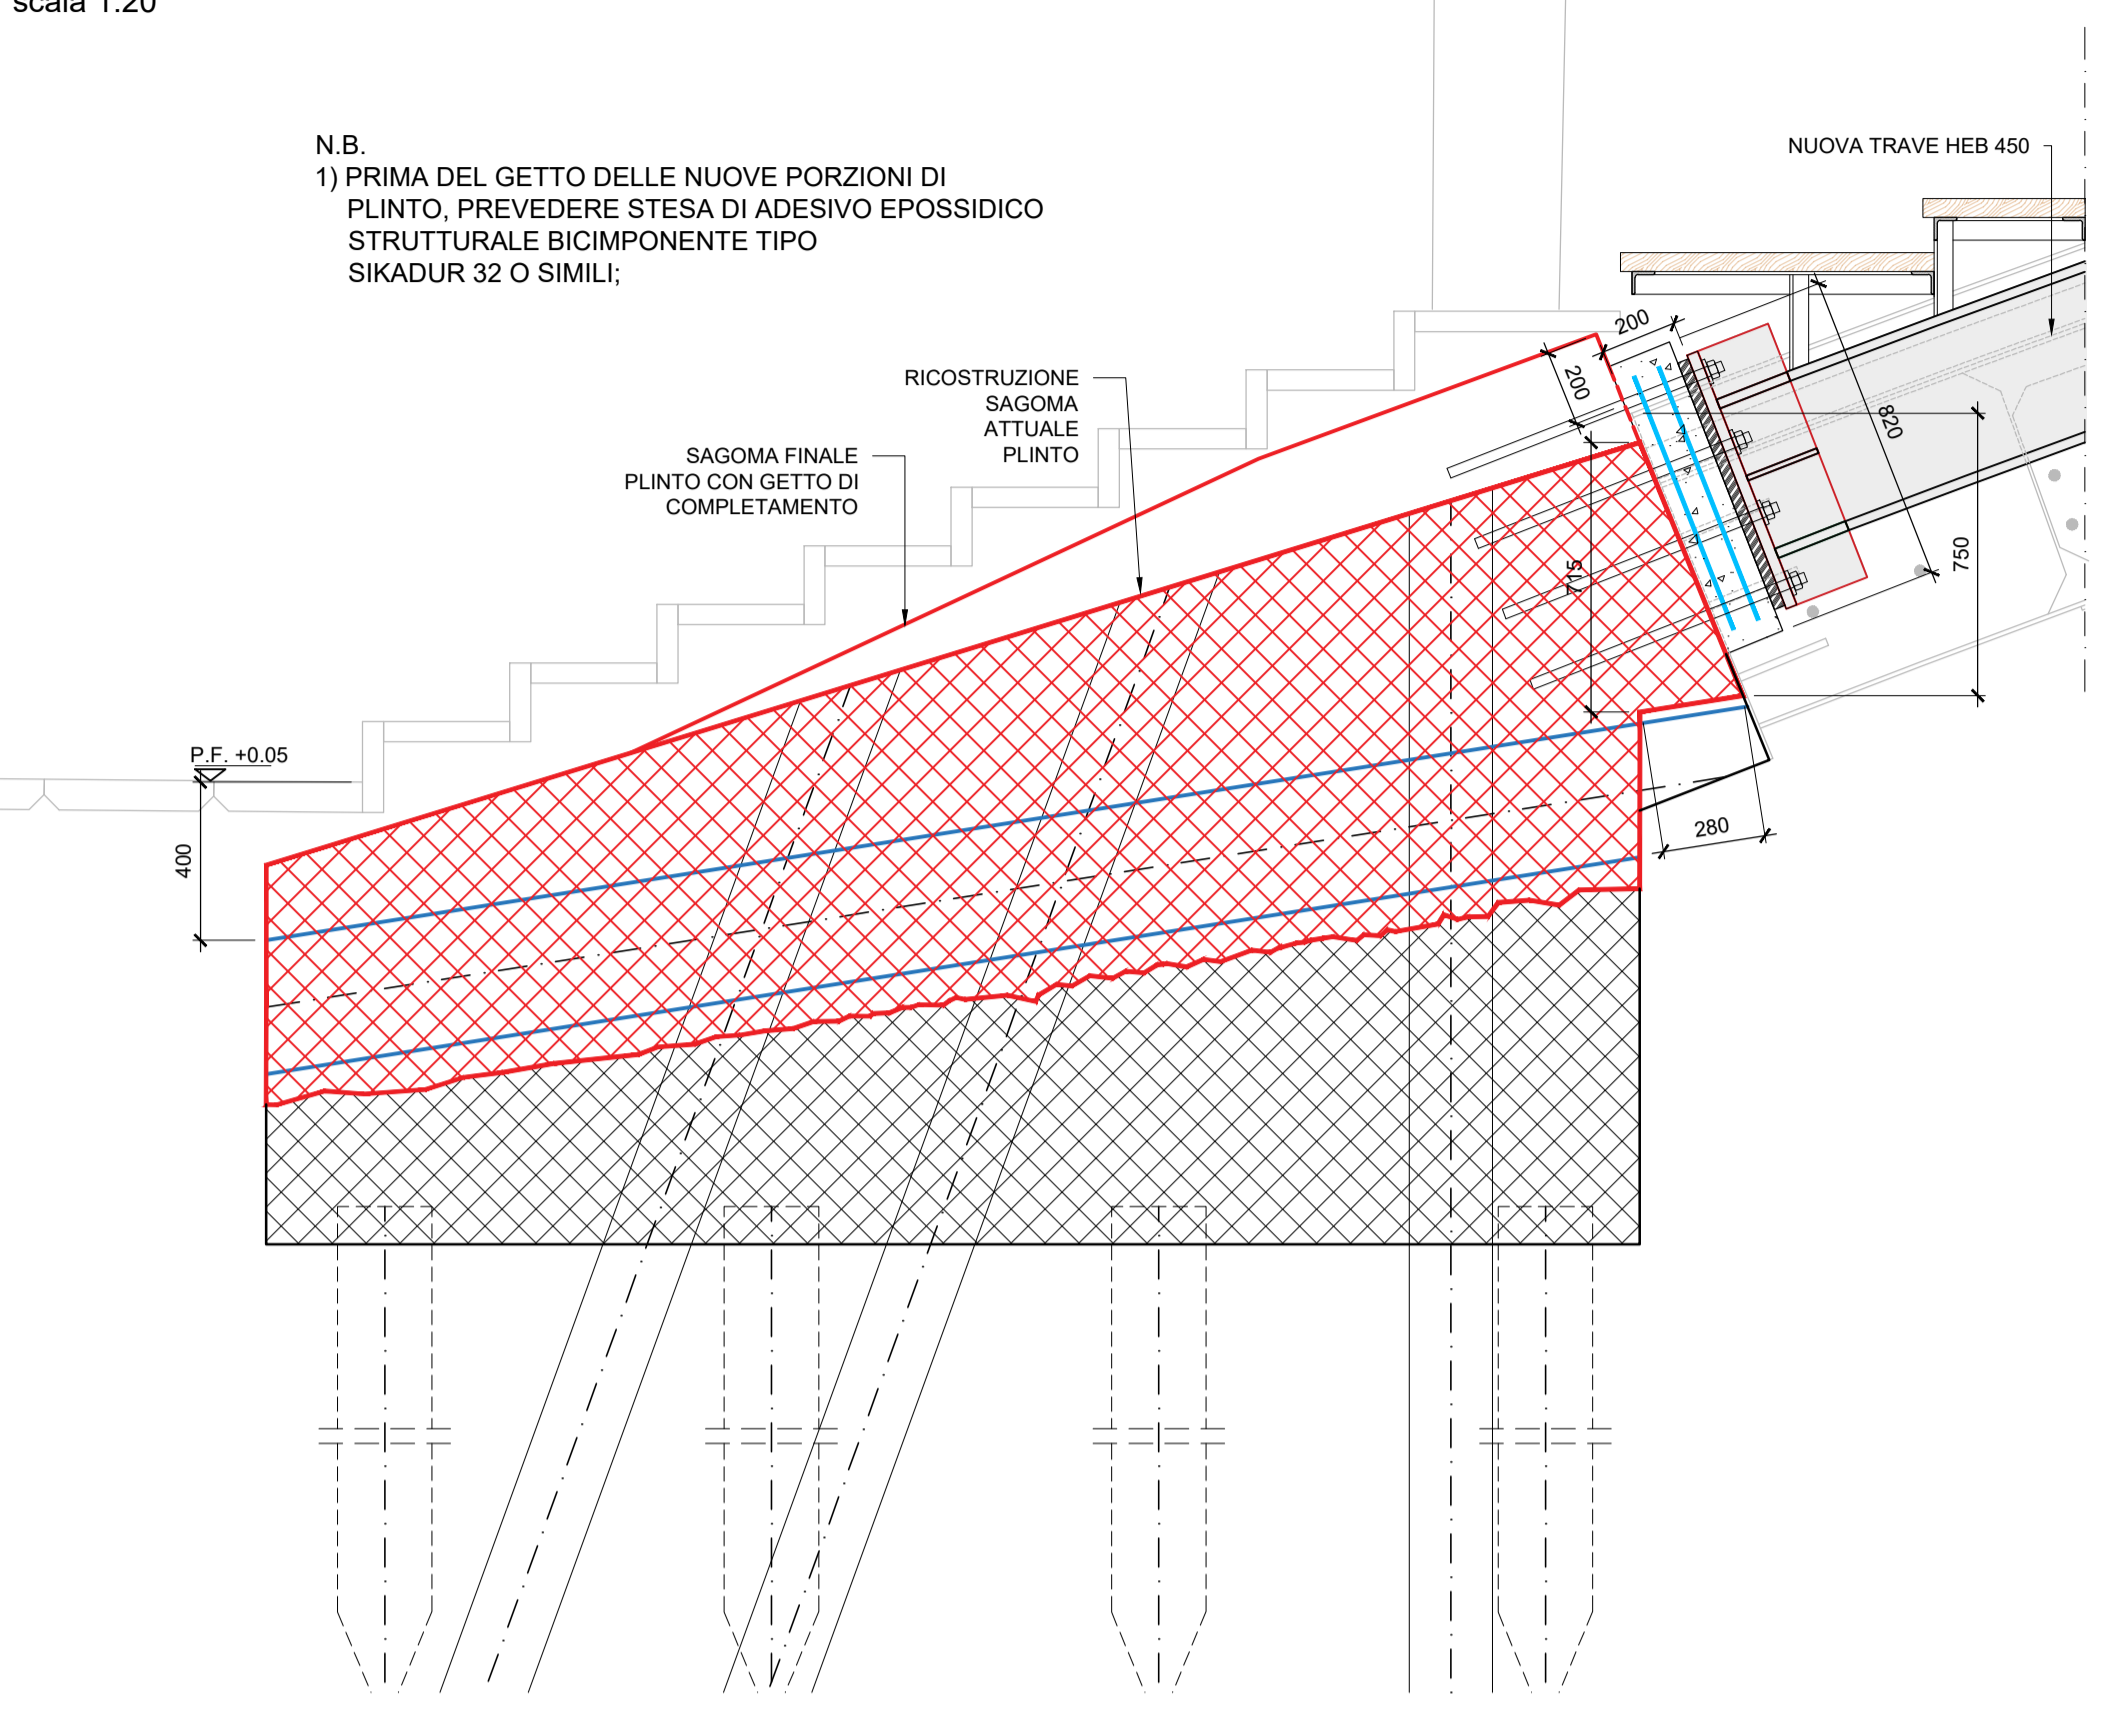 scala 1:20
N.B.
1) PRIMA DEL GETTO DELLE NUOVE PORZIONI DI
PLINTO, PREVEDERE STESA DI ADESIVO EPOSSIDICO
STRUTTURALE BICIMPONENTE TIPO
SIKADUR 32 O SIMILI;
NUOVA TRAVE HEB 450
RICOSTRUZIONE
SAGOMA
ATTUALE
PLINTO
SAGOMA FINALE
PLINTO CON GETTO DI
COMPLETAMENTO
200
200
820
715
750
P.F. +0.05
400
280